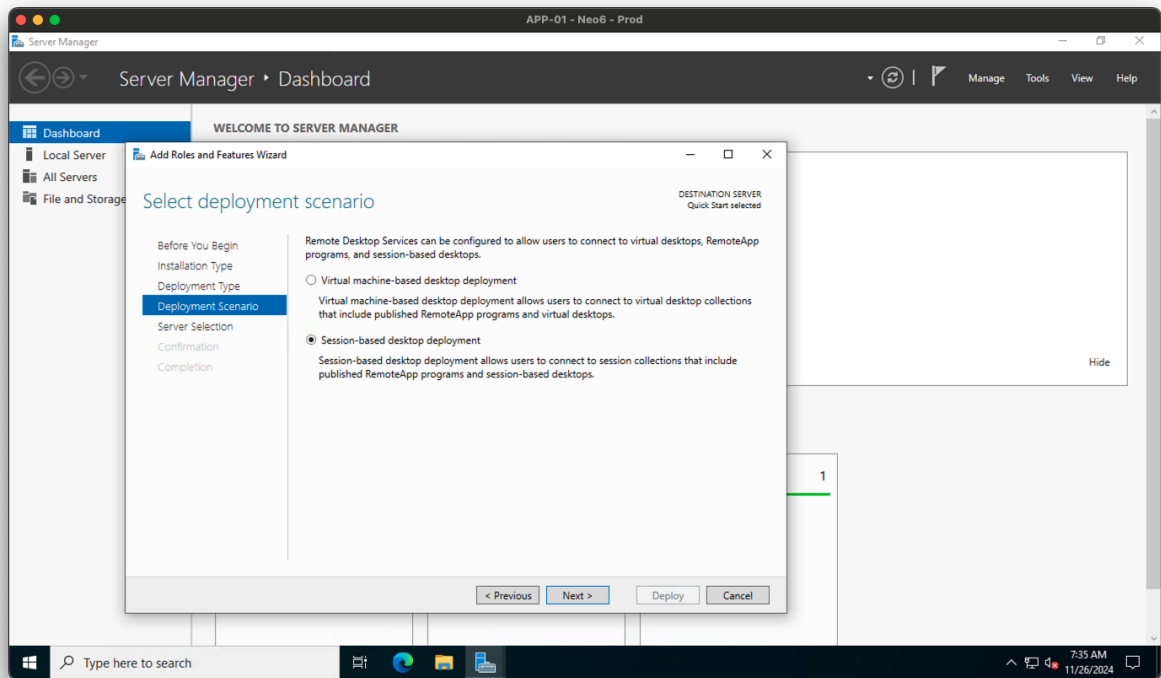 APP-01 - Neo6 - Prod
Server Manager
Server Manager • Dashboard
Manage
Tools
View
Help
Dashboard
Local Server
All Servers
File and Storage
WELCOME TO SERVER MANAGER
Add Roles and Features Wizard
Select deployment scenario
DESTINATION SERVER
Quick Start selected
Before You Begin
Installation Type
Deployment Type
Deployment Scenario
Server Selection
Confirmation
Completion
Remote Desktop Services can be configured to allow users to connect to virtual desktops, RemoteApp
programs, and session-based desktops.
Virtual machine-based desktop deployment
Virtual machine-based desktop deployment allows users to connect to virtual desktop collections
that include published RemoteApp programs and virtual desktops.
Session-based desktop deployment
Session-based desktop deployment allows users to connect to session collections that include
published RemoteApp programs and session-based desktops.
Hide
1
< Previous
Next >
Deploy
Cancel
Type here to search
7:35 AM
11/26/2024